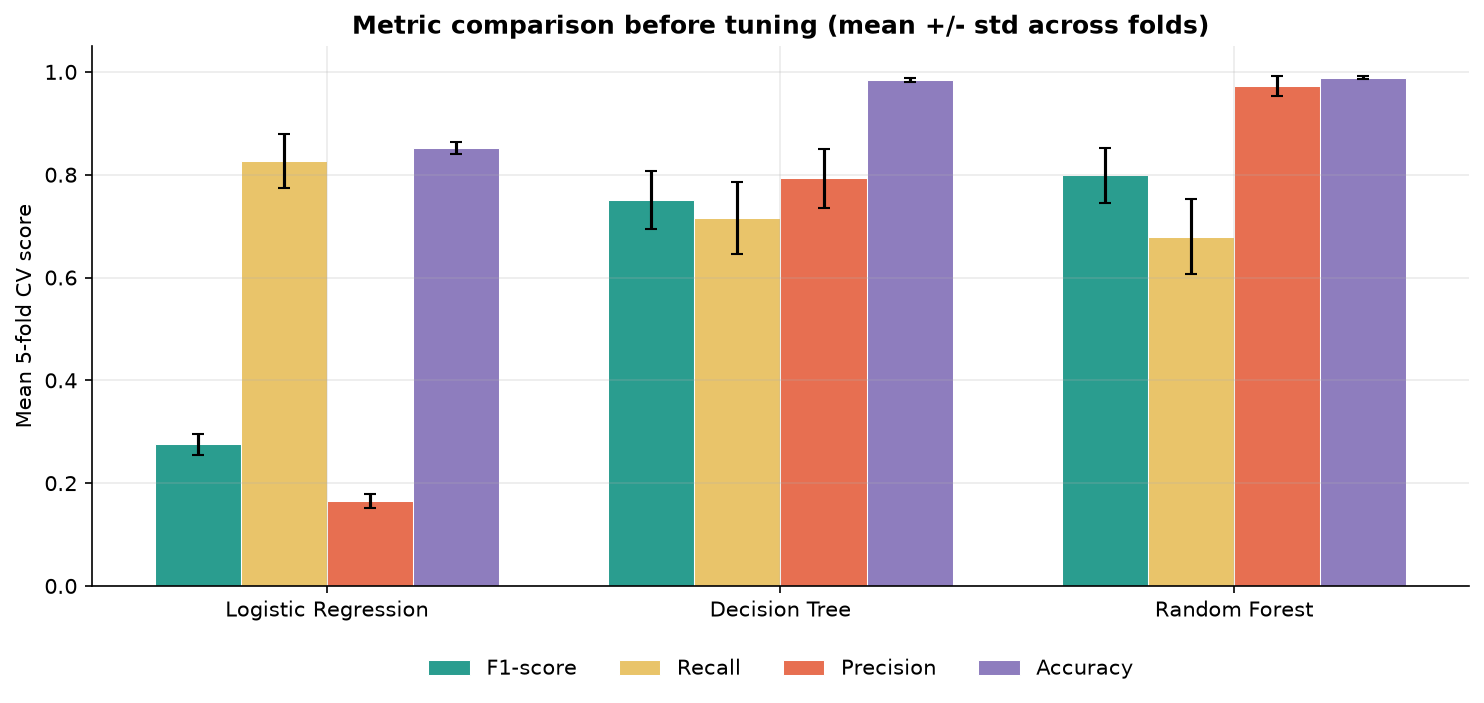 Metric comparison before tuning (mean +/- std across folds)
Mean 5-fold CV score
1.0
0.8
0.6
0.4
0.2
0.0
Logistic Regression
Decision Tree
Random Forest
F1-score
Recall
Precision
Accuracy